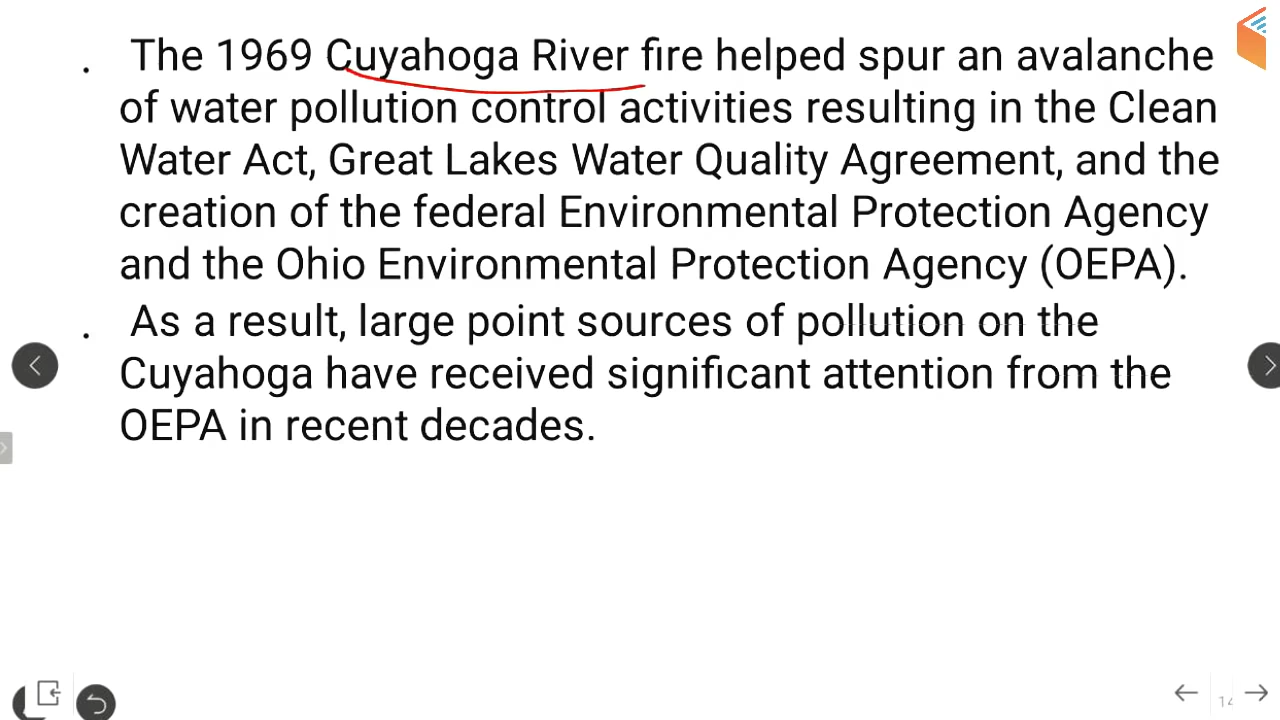 . The 1969 Cuyahoga River fire helped spur an avalanche
of water pollution control activities resulting in the Clean
Water Act, Great Lakes Water Quality Agreement, and the
creation of the federal Environmental Protection Agency
and the Ohio Environmental Protection Agency (OEPA).
. As a result, large point sources of pollution on the
Cuyahoga have received significant attention from the
OEPA in recent decades.
14